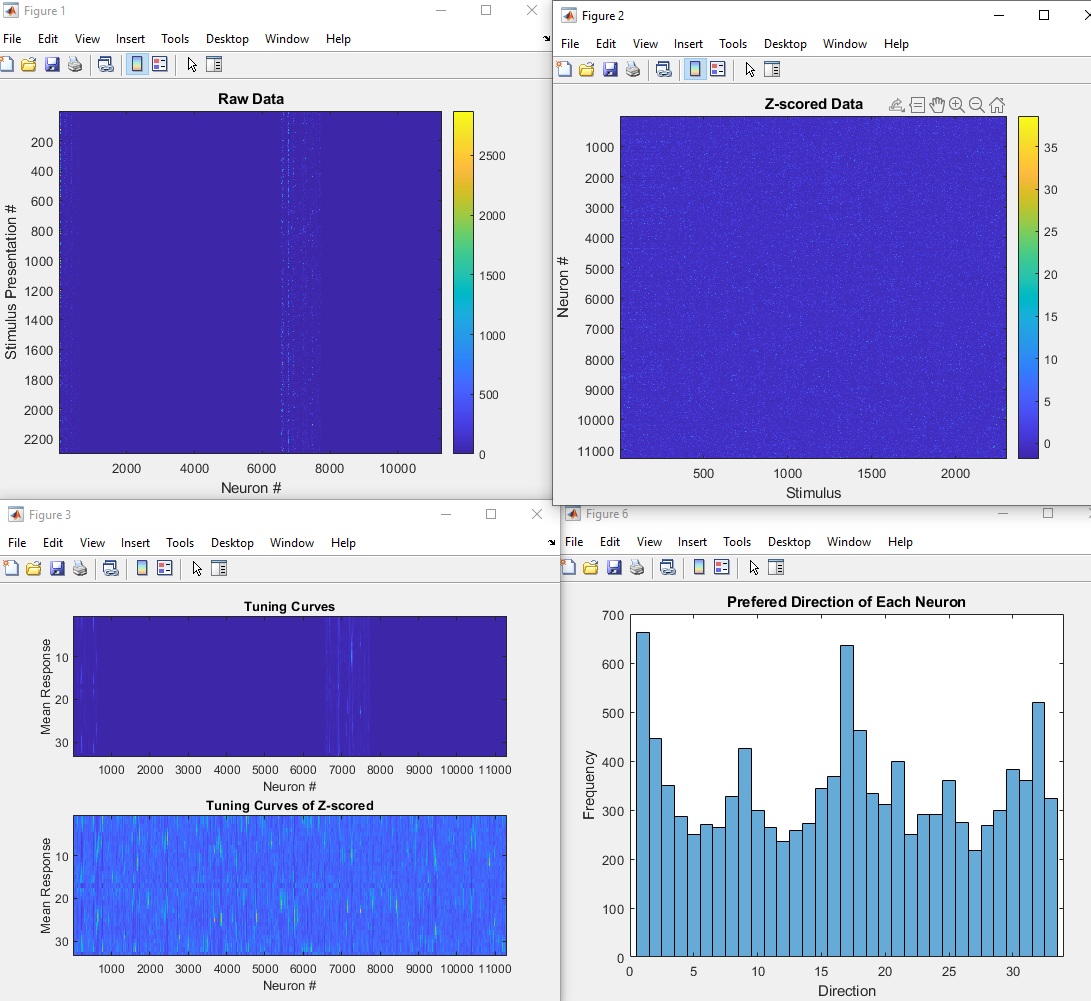 Figure 1
File Edit View Insert Tools Desktop Window Help
Raw Data
Stimulus Presentation #
200
400
600
800
1000
1200
1400
1600
1800
2000
2200
2000 4000 6000 8000 10000
Neuron #
2500
2000
1500
1000
500
0
Figure 2
File Edit View Insert Tools Desktop Window Help
Z-scored Data
Neuron #
1000
2000
3000
4000
5000
6000
7000
8000
9000
10000
11000
500 1000 1500 2000
Stimulus
35
30
25
20
15
10
5
0
Figure 3
File Edit View Insert Tools Desktop Window Help
Tuning Curves
Mean Response
10
20
30
1000 2000 3000 4000 5000 6000 7000 8000 9000 10000 11000
Neuron #
Tuning Curves of Z-scored
Mean Response
10
20
30
1000 2000 3000 4000 5000 6000 7000 8000 9000 10000 11000
Neuron #
Figure 6
File Edit View Insert Tools Desktop Window Help
Prefered Direction of Each Neuron
Frequency
700
600
500
400
300
200
100
0
0 5 10 15 20 25 30
Direction